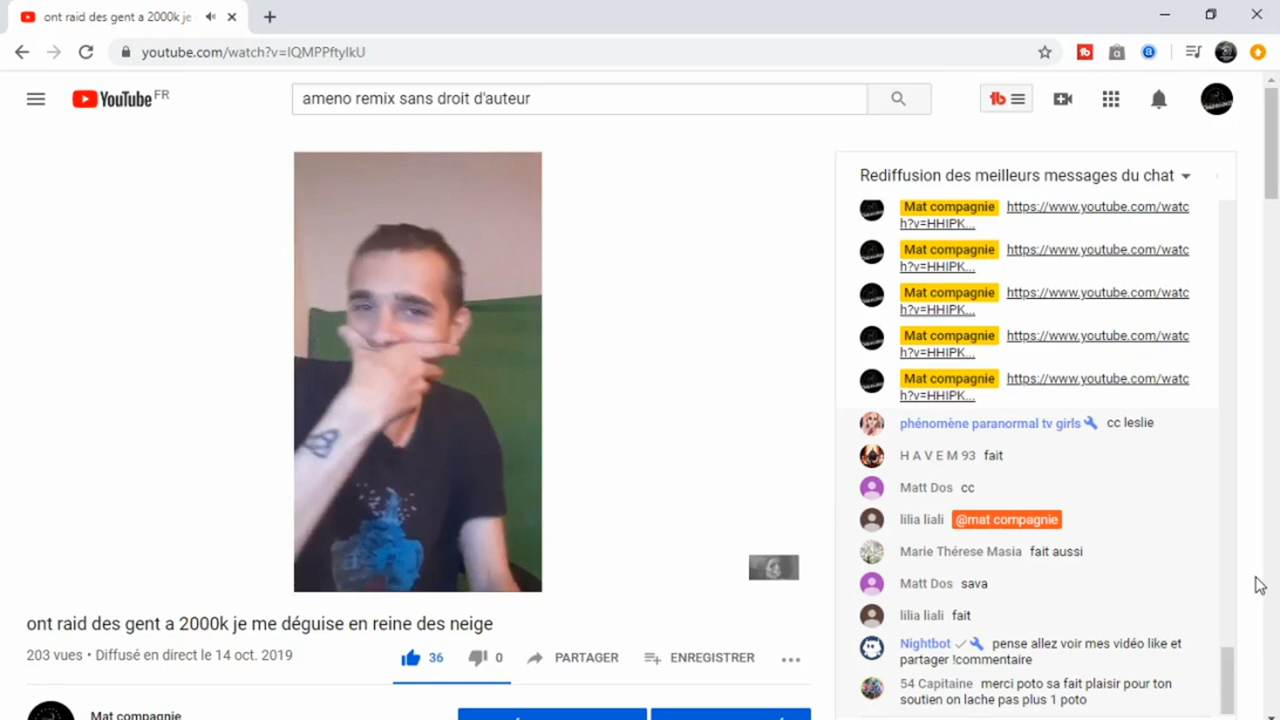 ont raid des gent a 2000k je
youtube.com/watch?v=IQMPPftyIkU
YouTube FR
ameno remix sans droit d'auteur
Rediffusion des meilleurs messages du chat
Mat compagnie https://www.youtube.com/watc
h?v=HHIPK...
Mat compagnie https://www.youtube.com/watc
h?v=HHIPK...
Mat compagnie https://www.youtube.com/watc
h?v=HHIPK...
Mat compagnie https://www.youtube.com/watc
h?v=HHIPK...
Mat compagnie https://www.youtube.com/watc
h?v=HHIPK...
phénomène paranormal tv girls cc leslie
H A V E M 93 fait
Matt Dos cc
lilia liali @mat compagnie
Marie Thérese Masia fait aussi
Matt Dos sava
lilia liali fait
Nightbot pense allez voir mes vidéo like et
partager !commentaire
54 Capitaine merci poto sa fait plaisir pour ton
soutien on lache pas plus 1 poto
ont raid des gent a 2000k je me déguise en reine des neige
203 vues • Diffusé en direct le 14 oct. 2019
36
0
PARTAGER
ENREGISTRER
Mat compagnie